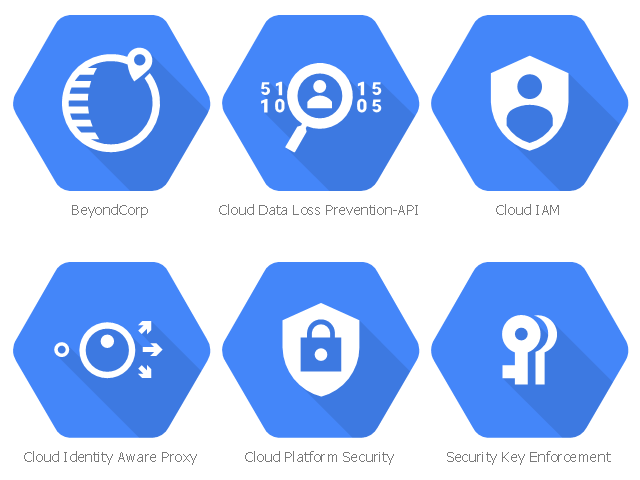 51 15
10 05
BeyondCorp
Cloud Data Loss Prevention-API
Cloud IAM
Cloud Identity Aware Proxy
Cloud Platform Security
Security Key Enforcement